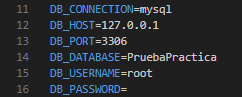 11 DB_CONNECTION=mysql
12 DB_HOST=127.0.0.1
13 DB_PORT=3306
14 DB_DATABASE=PruebaPractica
15 DB_USERNAME=root
16 DB_PASSWORD=